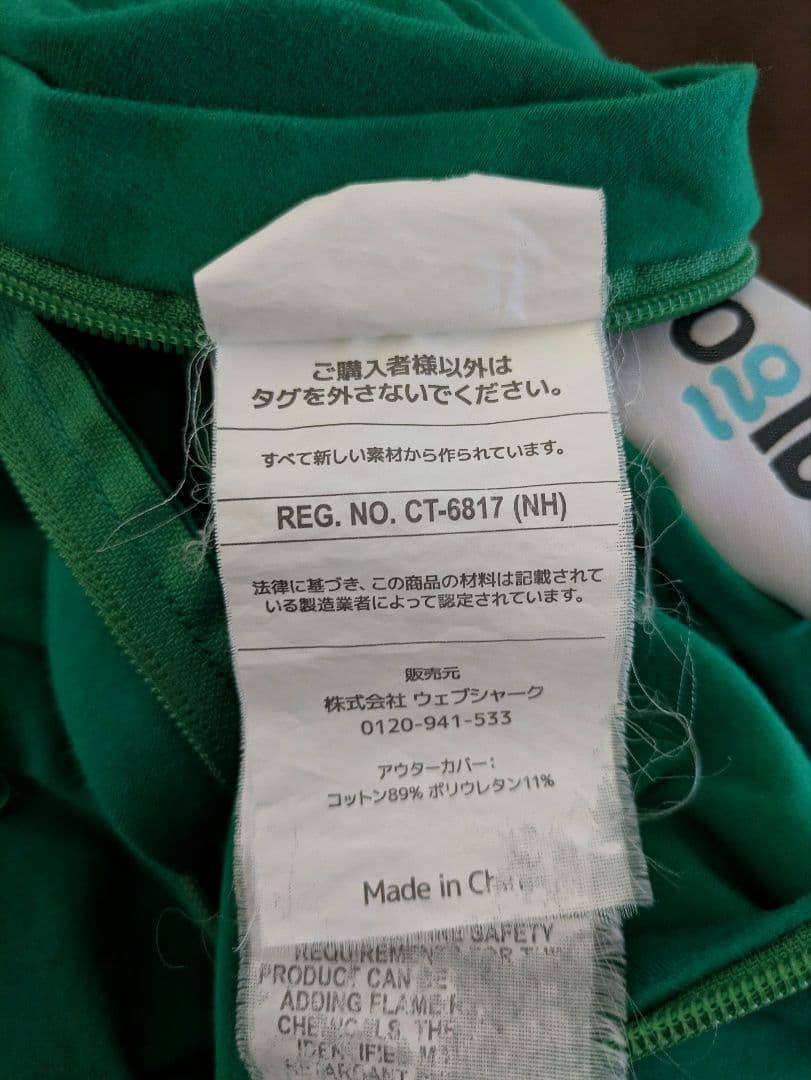 ご購入者様以外は
タグを外さないでください。
すべて新しい素材から作られています。
REG. NO. CT-6817 (NH)
法律に基づき、この商品の材料は記載されて
いる製造業者によって認定されています。
販売元
株式会社 ウェブシャーク
0120-941-533
アウターカバー：
コットン89% ポリウレタン11%
Made in
SAFETY
PRODUCT CAN BE
ADDING FLAME